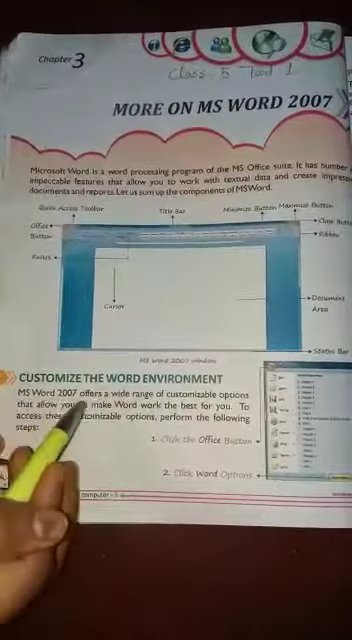 Chapter 3
Class 5 Term 1
MORE ON MS WORD 2007
Microsoft Word is a word processing program of the MS Office suite. It has number
impeccable features that allow you to work with textual data and create impress
documents and reports. Let us sum up the components of MS Word.
Quick Access Toolbar
Title Bar
Minimize Button Maximize Button
Office
Button
Close Butt
Ribbon
Rulers
Cursor
Document
Area
Status Bar
MS Word 2007 window
CUSTOMIZE THE WORD ENVIRONMENT
MS Word 2007 offers a wide range of customizable options
that allow you make Word work the best for you. To
access these customizable options, perform the following
steps:
1. Click the Office Button
2. Click Word Options
computer - 5